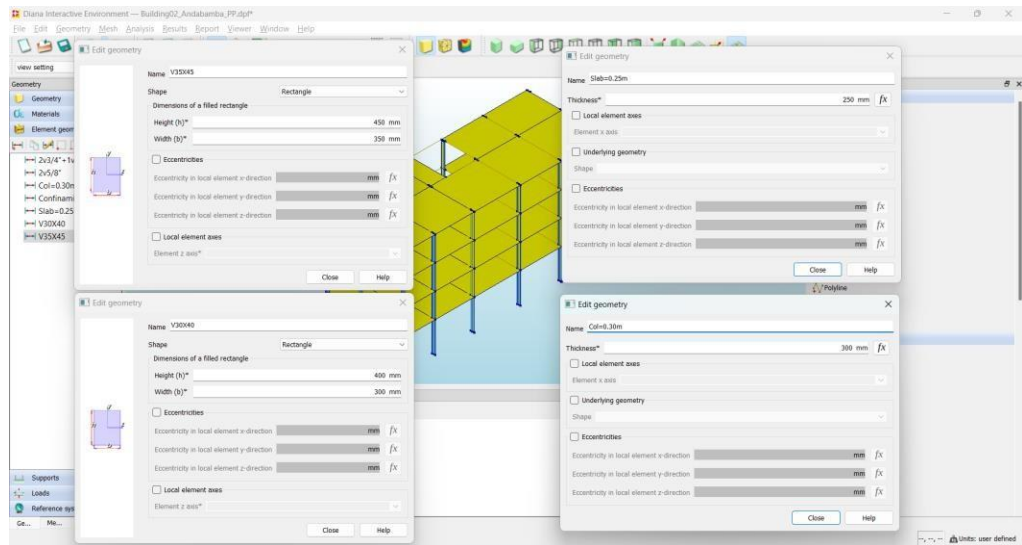 Diana Interactive Environment — Building02_Andabamba_PP.dpf*
File Edit Geometry Mesh Analysis Results Report Viewer Window Help
view setting
Geometry
Geometry
Materials
Element geom
2v3/4"+1v
2v5/8"
Col=0.30m
Confinami
Slab=0.25
V30X40
V35X45
Supports
Loads
Reference sys
Ge... Me...
Edit geometry
Name V35X45
Shape Rectangle
Dimensions of a filled rectangle
Height (h)* 450 mm
Width (b)* 350 mm
Eccentricities
Eccentricity in local element x-direction mm fx
Eccentricity in local element y-direction mm fx
Eccentricity in local element z-direction mm fx
Local element axes
Element z axis*
Close Help
Edit geometry
Name Slab=0.25m
Thickness* 250 mm fx
Local element axes
Element x axis
Underlying geometry
Shape
Eccentricities
Eccentricity in local element x-direction mm fx
Eccentricity in local element y-direction mm fx
Eccentricity in local element z-direction mm fx
Close Help
Polyline
Edit geometry
Name V30X40
Shape Rectangle
Dimensions of a filled rectangle
Height (h)* 400 mm
Width (b)* 300 mm
Eccentricities
Eccentricity in local element x-direction mm fx
Eccentricity in local element y-direction mm fx
Eccentricity in local element z-direction mm fx
Local element axes
Element z axis*
Close Help
Edit geometry
Name Col=0.30m
Thickness* 300 mm fx
Local element axes
Element x axis
Underlying geometry
Shape
Eccentricities
Eccentricity in local element x-direction mm fx
Eccentricity in local element y-direction mm fx
Eccentricity in local element z-direction mm fx
Close Help
--, --, -- Units: user defined